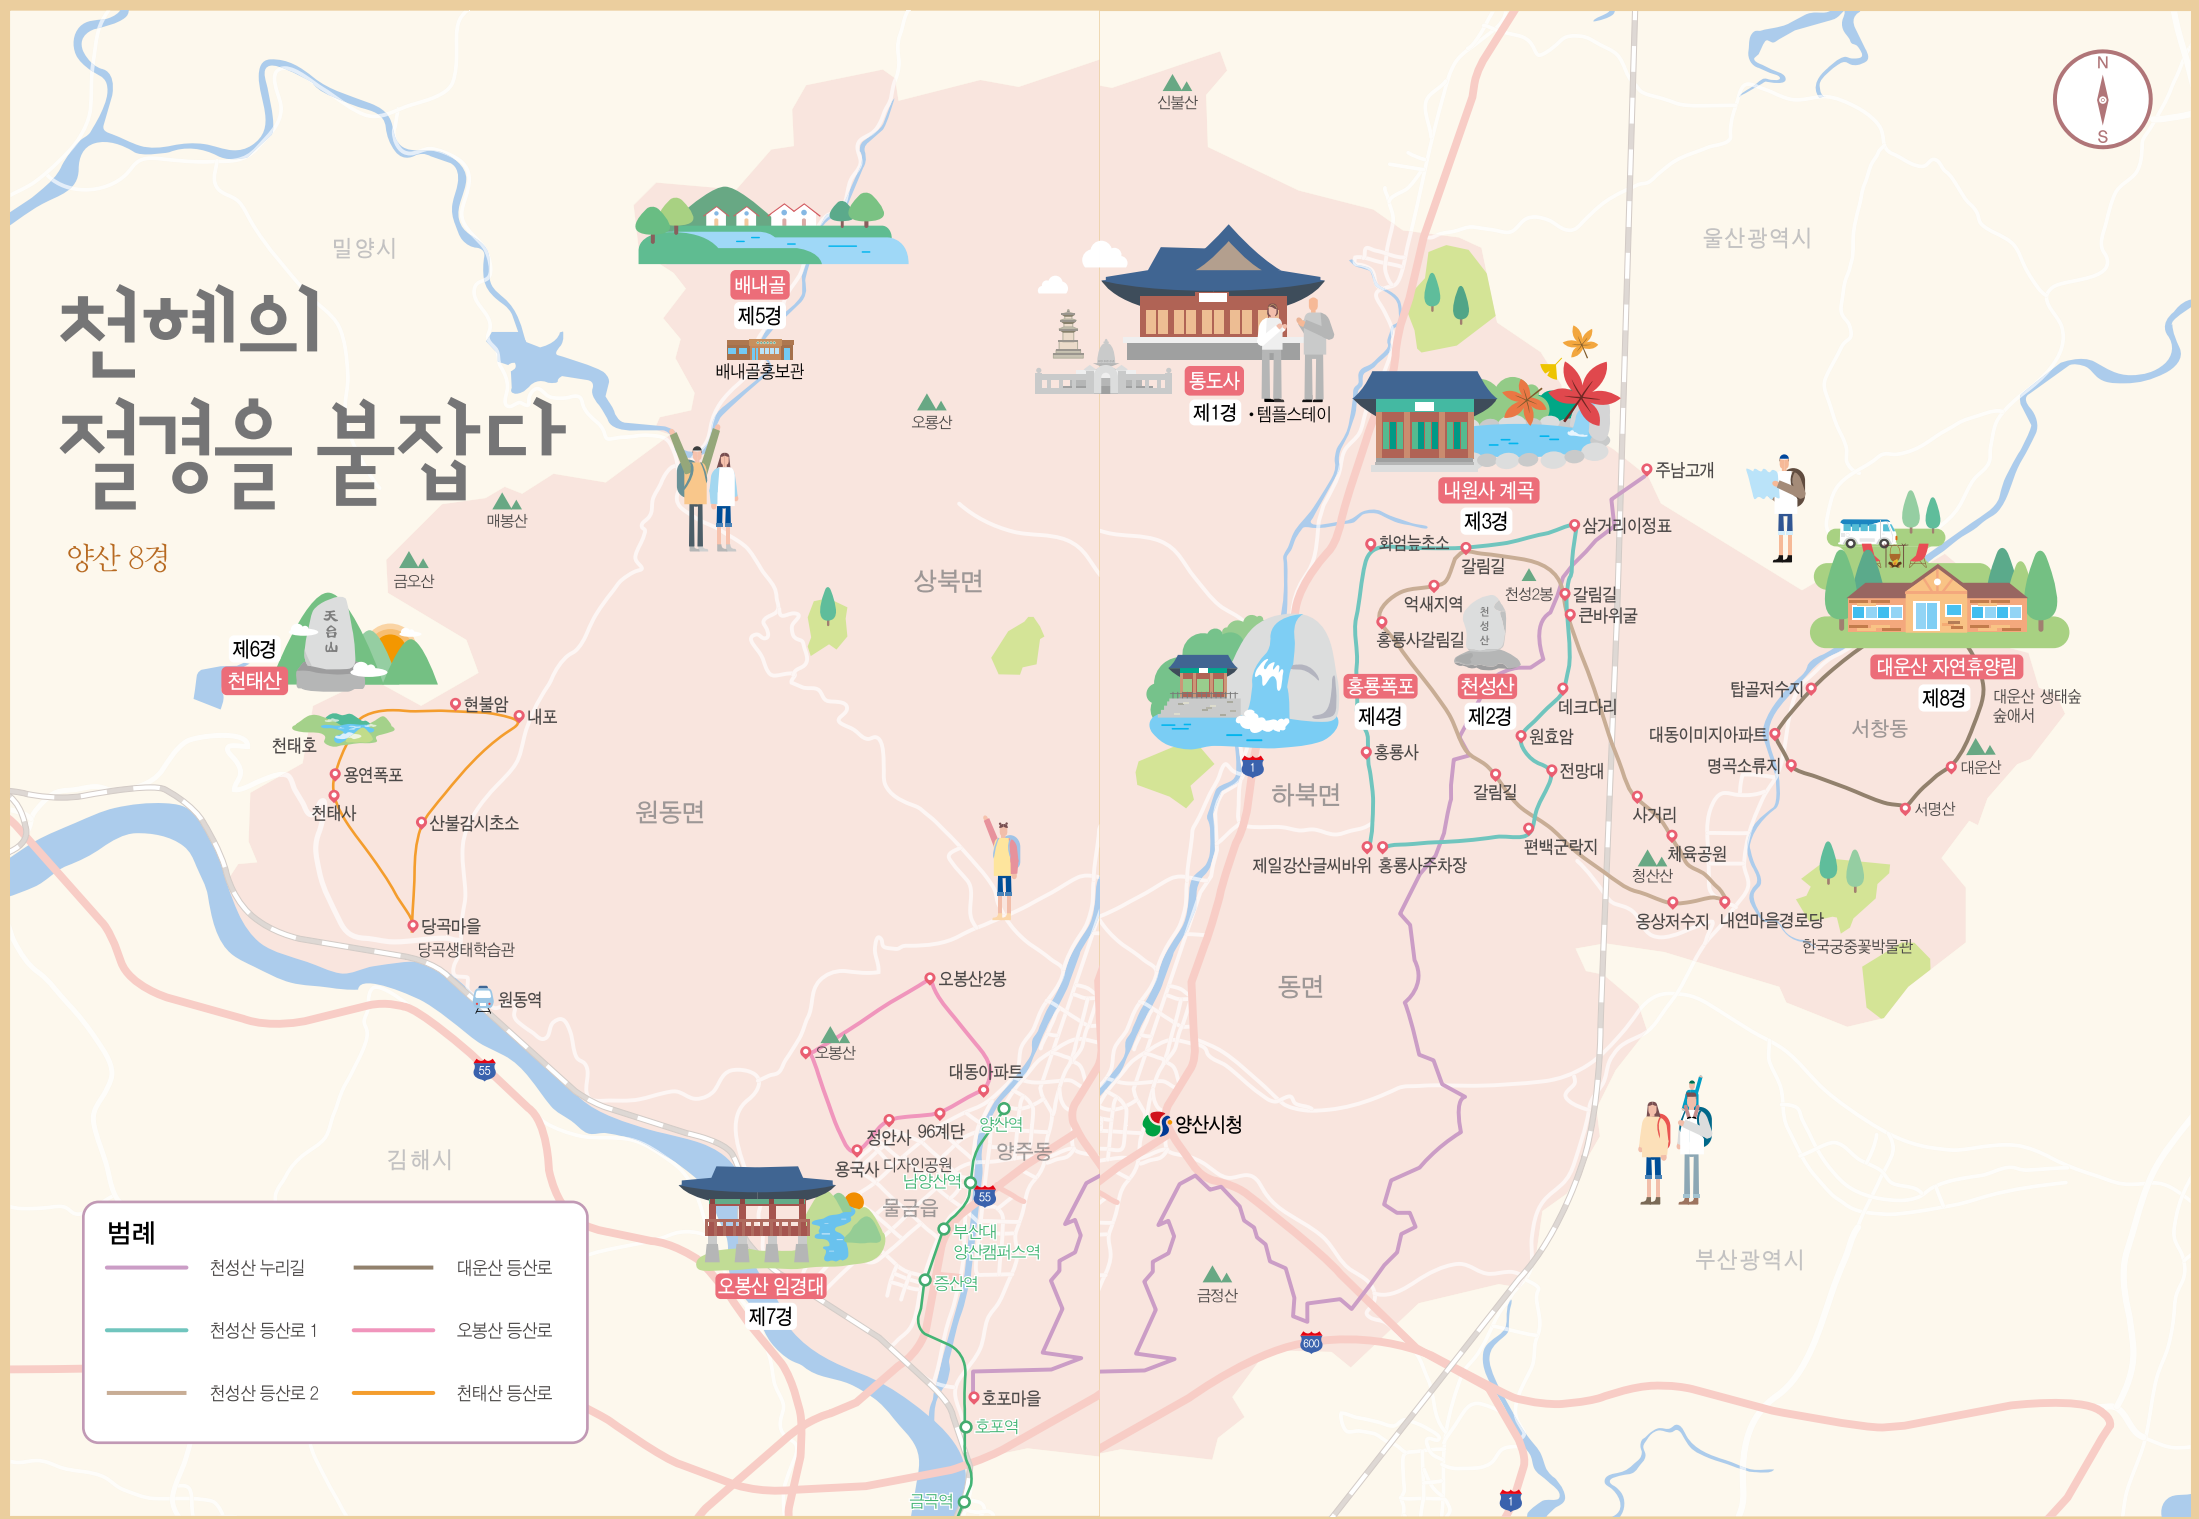 천혜의
절경을 붙잡다
양산 8경
밀양시
울산광역시
N
S
신불산
배내골
제5경
배내골홍보관
오룡산
통도사
제1경
•템플스테이
내원사 계곡
제3경
주남고개
삼거리이정표
화엄늪초소
갈림길
억새지역
천성2봉
갈림길
큰바위굴
홍룡사갈림길
천성산
홍룡폭포
제4경
천성산
제2경
데크다리
원효암
전망대
홍룡사
갈림길
편백군락지
제일강산글씨바위
홍룡사주차장
1
하북면
상북면
매봉산
금오산
제6경
천태산
天台山
현불암
내포
천태호
용연폭포
천태사
산불감시초소
당곡마을
당곡생태학습관
원동역
원동면
55
김해시
대운산 자연휴양림
제8경
대운산 생태숲
숲애서
탑골저수지
대동이미지아파트
명곡소류지
서창동
대운산
서명산
사거리
체육공원
청산산
웅상저수지
내연마을경로당
한국궁중꽃박물관
동면
오봉산2봉
오봉산
대동아파트
양산역
정안사
96계단
용국사
디자인공원
양주동
남양산역
55
물금읍
부산대
양산캠퍼스역
증산역
오봉산 임경대
제7경
양산시청
금정산
600
호포마을
호포역
금곡역
부산광역시
1
범례
천성산 누리길
대운산 등산로
천성산 등산로 1
오봉산 등산로
천성산 등산로 2
천태산 등산로